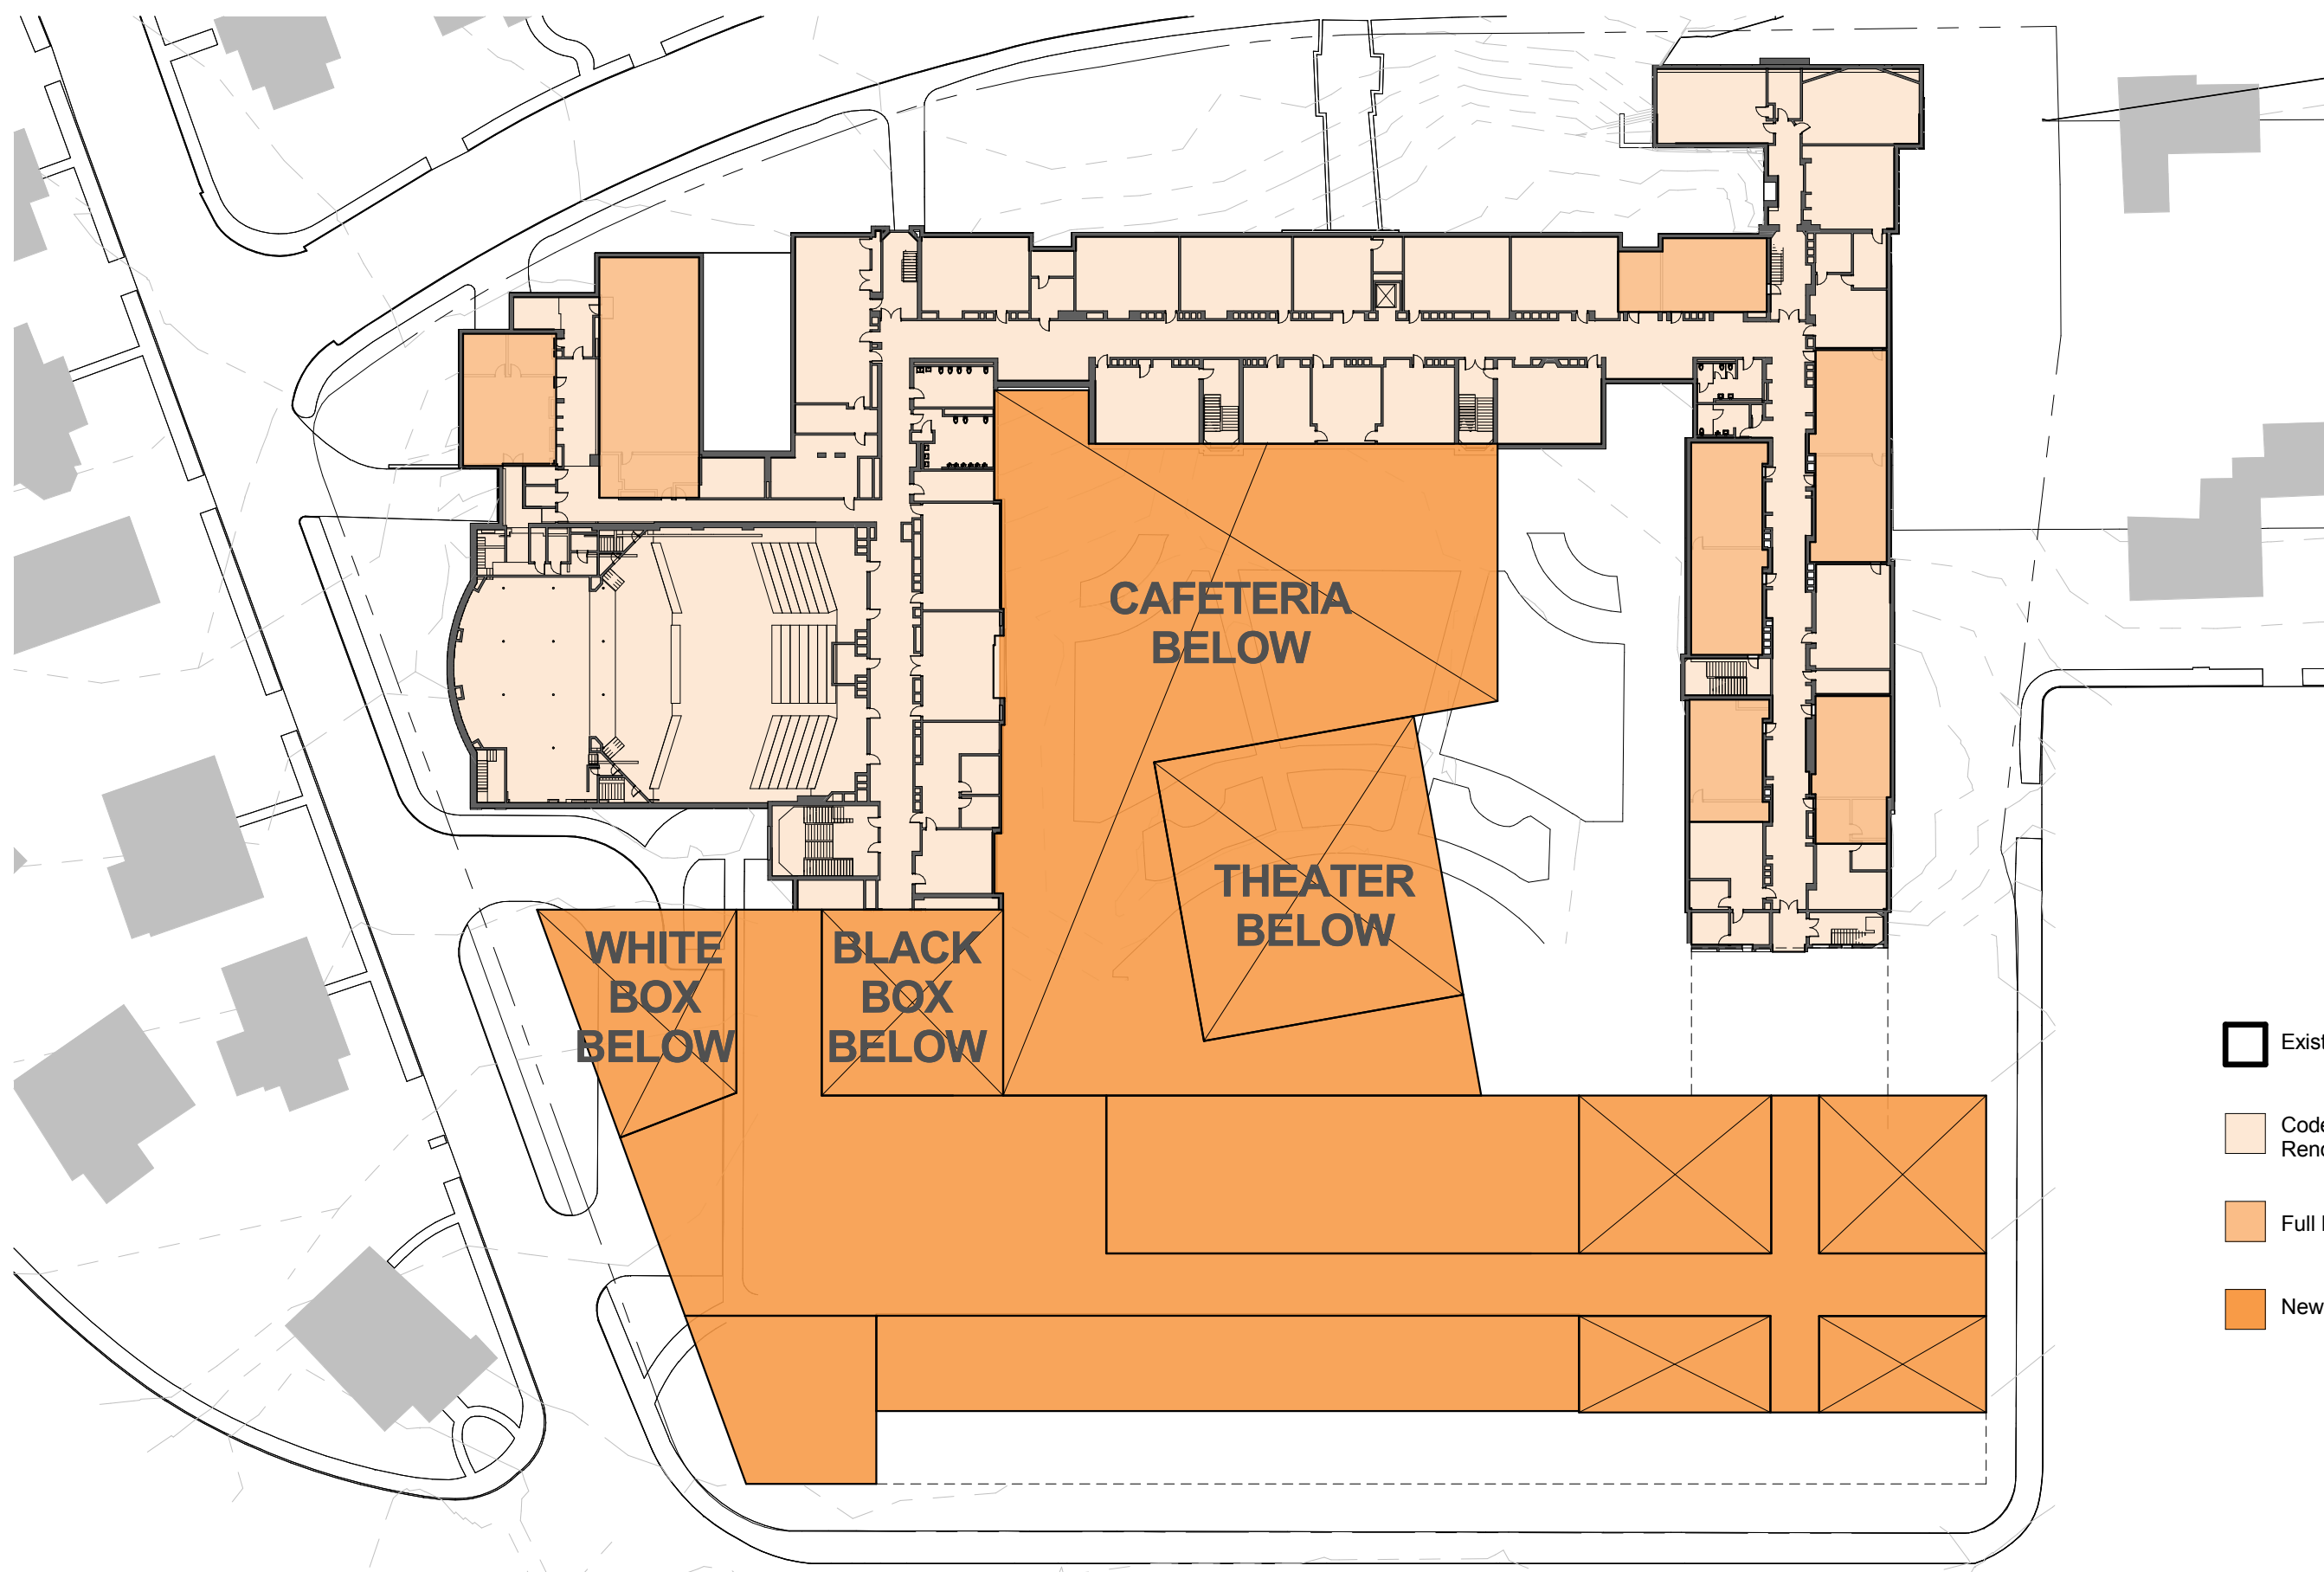 CAFETERIA
BELOW
THEATER
BELOW
WHITE
BOX
BELOW
BLACK
BOX
BELOW
Exist
Code
Reno
Full
New